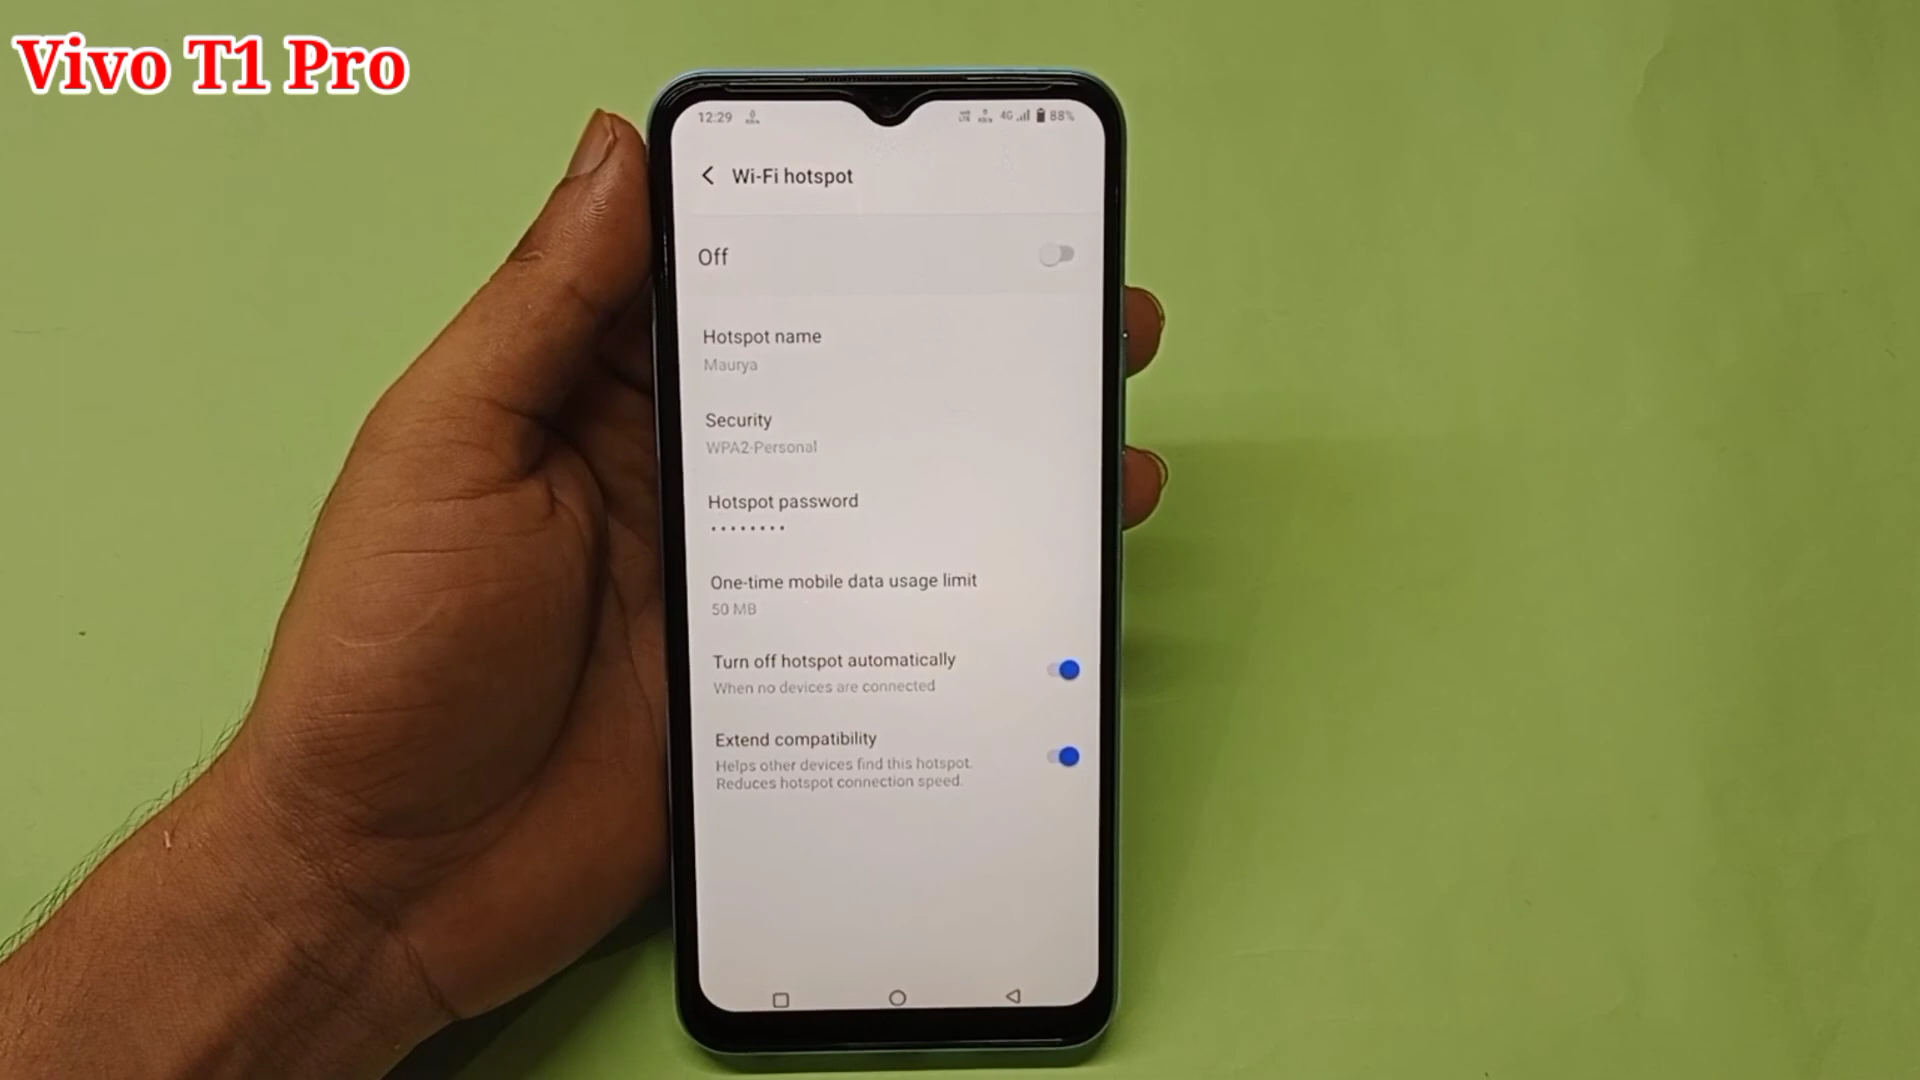 Vivo T1 Pro
12:29
4G 88%
Wi-Fi hotspot
Off
Hotspot name
Maurya
Security
WPA2-Personal
Hotspot password
••••••••
One-time mobile data usage limit
50 MB
Turn off hotspot automatically
When no devices are connected
Extend compatibility
Helps other devices find this hotspot.
Reduces hotspot connection speed.